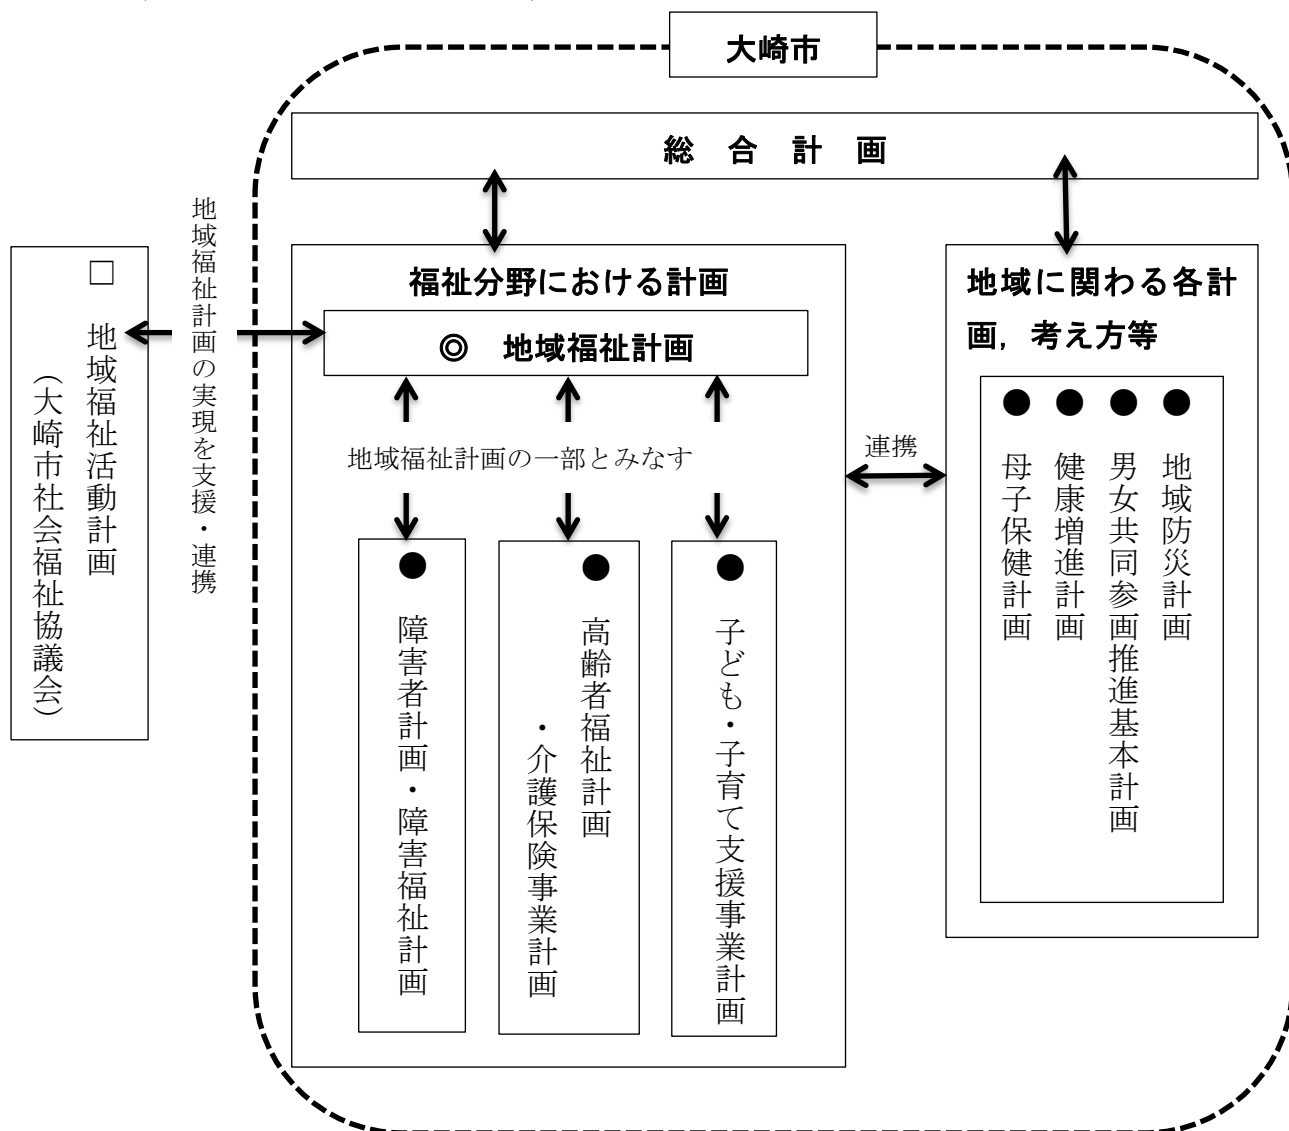 大崎市
総 合 計 画
地域福祉計画の実現を支援・連携
□ 地域福祉活動計画
（大崎市社会福祉協議会）
福祉分野における計画
◎ 地域福祉計画
地域福祉計画の一部とみなす
● 障害者計画・障害福祉計画
● 高齢者福祉計画
・介護保険事業計画
● 子ども・子育て支援事業計画
連携
地域に関わる各計
画，考え方等
● 地域防災計画
● 男女共同参画推進基本計画
● 健康増進計画
● 母子保健計画